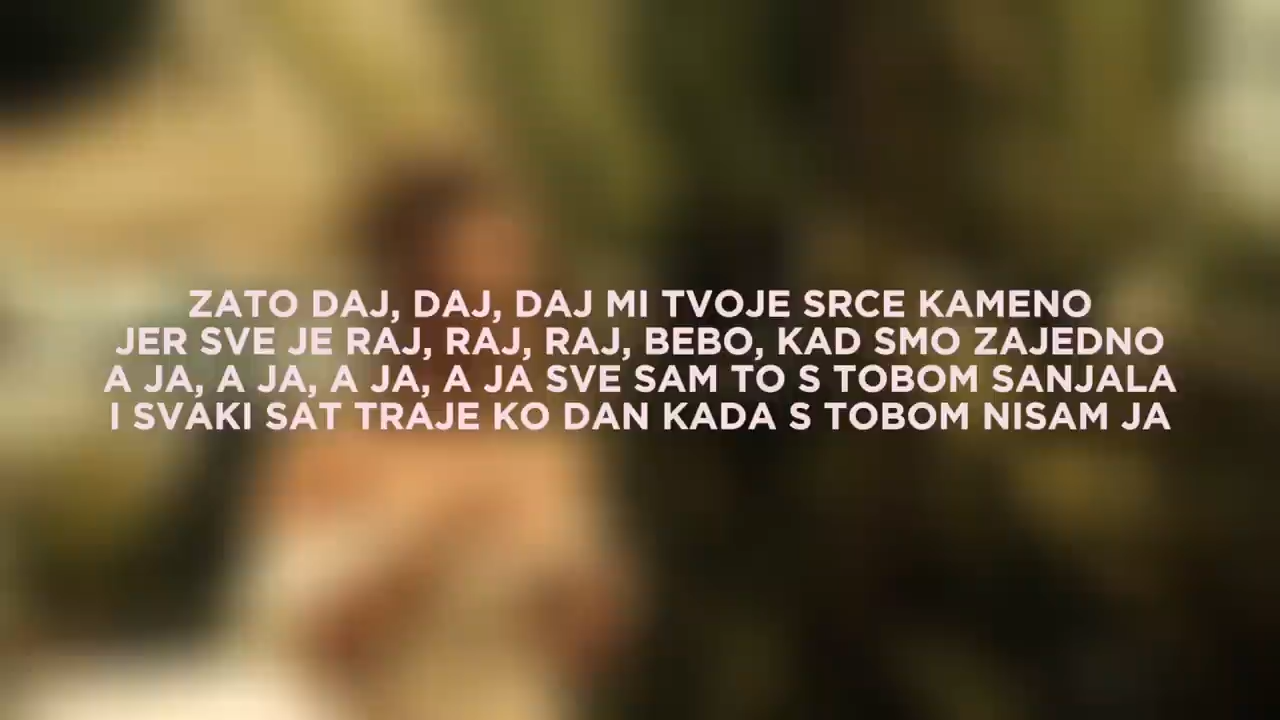 ZATO DAJ, DAJ, DAJ MI TVOJE SRCE KAMENO
JER SVE JE RAJ, RAJ, RAJ, BEBO, KAD SMO ZAJEDNO
A JA, A JA, A JA, A JA SVE SAM TO S TOBOM SANJALA
I SVAKI SAT TRAJE KO DAN KADA S TOBOM NISAM JA